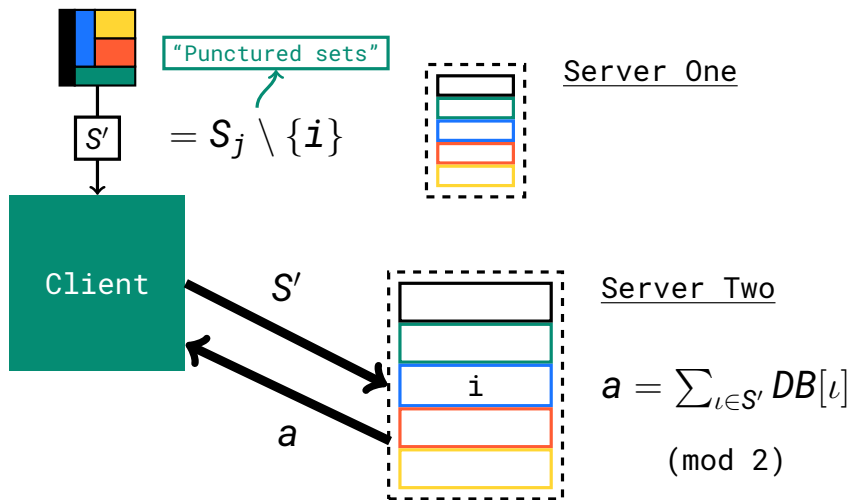 “Punctured sets”
Server One
S′ = S_j \ {i}
Client
S′
Server Two
i
a = ∑_{ι∈S′} DB[ι]
a
(mod 2)